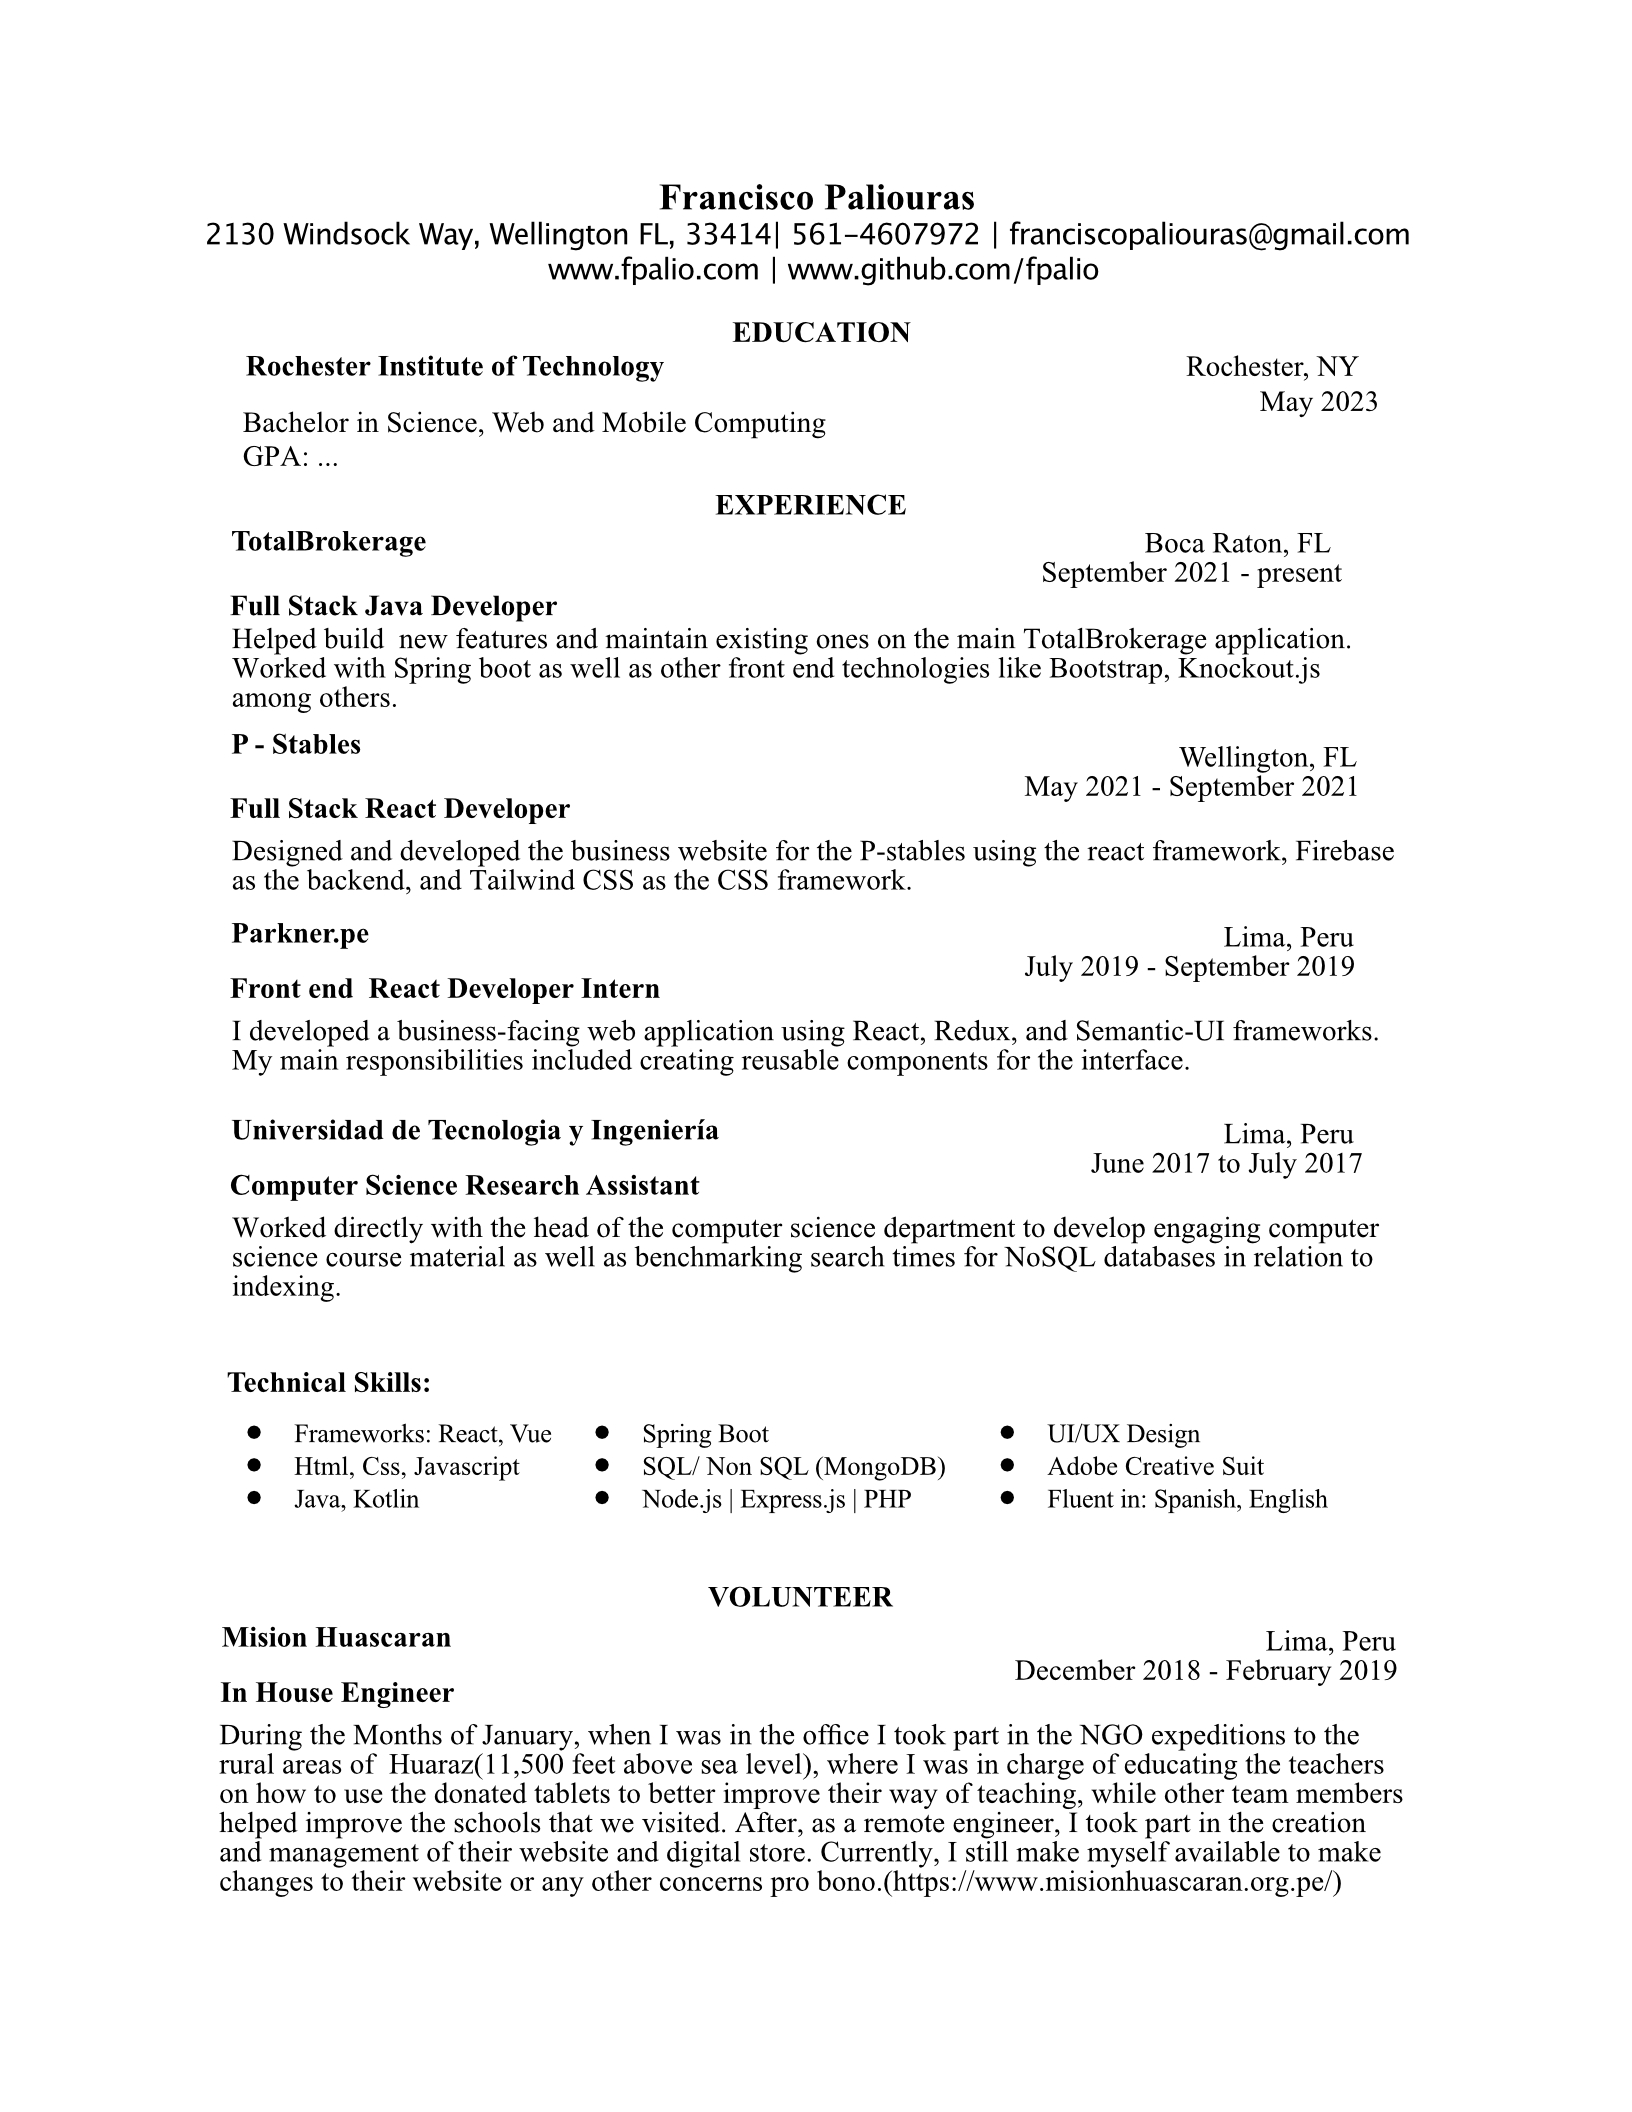 Francisco Paliouras
2130 Windsock Way, Wellington FL, 33414| 561-4607972 | franciscopaliouras@gmail.com
www.fpalio.com | www.github.com/fpalio
EDUCATION
Rochester Institute of Technology Rochester, NY
May 2023
Bachelor in Science, Web and Mobile Computing
GPA: ...
EXPERIENCE
TotalBrokerage Boca Raton, FL
September 2021 - present
Full Stack Java Developer
Helped build  new features and maintain existing ones on the main TotalBrokerage application.
Worked with Spring boot as well as other front end technologies like Bootstrap, Knockout.js
among others.
P - Stables Wellington, FL
May 2021 - September 2021
Full Stack React Developer
Designed and developed the business website for the P-stables using the react framework, Firebase
as the backend, and Tailwind CSS as the CSS framework.
Parkner.pe Lima, Peru
July 2019 - September 2019
Front end  React Developer Intern
I developed a business-facing web application using React, Redux, and Semantic-UI frameworks.
My main responsibilities included creating reusable components for the interface.
Universidad de Tecnologia y Ingeniería Lima, Peru
June 2017 to July 2017
Computer Science Research Assistant
Worked directly with the head of the computer science department to develop engaging computer
science course material as well as benchmarking search times for NoSQL databases in relation to
indexing.
Technical Skills:
● Frameworks: React, Vue ● Spring Boot ● UI/UX Design
● Html, Css, Javascript ● SQL/ Non SQL (MongoDB) ● Adobe Creative Suit
● Java, Kotlin ● Node.js | Express.js | PHP ● Fluent in: Spanish, English
VOLUNTEER
Mision Huascaran Lima, Peru
December 2018 - February 2019
In House Engineer
During the Months of January, when I was in the office I took part in the NGO expeditions to the
rural areas of  Huaraz(11,500 feet above sea level), where I was in charge of educating the teachers
on how to use the donated tablets to better improve their way of teaching, while other team members
helped improve the schools that we visited. After, as a remote engineer, I took part in the creation
and management of their website and digital store. Currently, I still make myself available to make
changes to their website or any other concerns pro bono.(https://www.misionhuascaran.org.pe/)